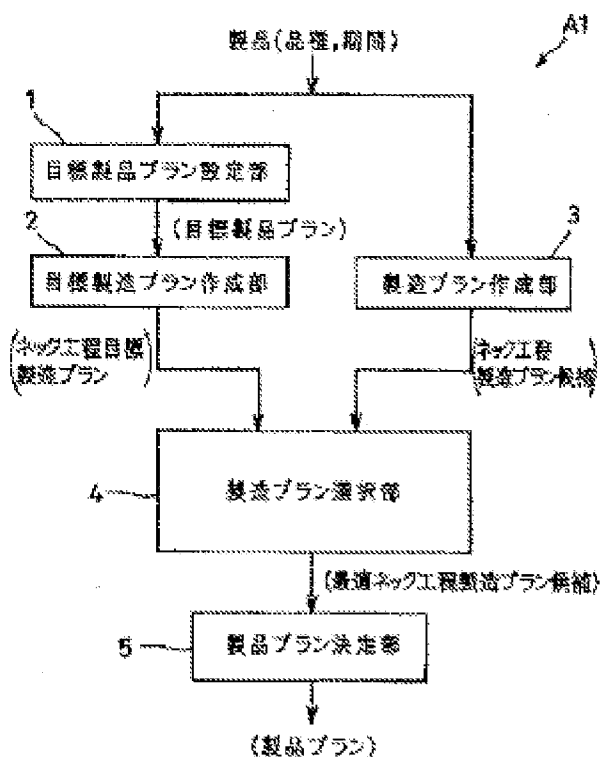 A1
製品(品種,期間)
1
目標製品プラン設定部
2
(目標製品プラン)
3
目標製造プラン作成部
製造プラン作成部
(ネック工程目標
製造プラン)
(ネック工程
製造プラン候補)
4
製造プラン選択部
(最適ネック工程製造プラン候補)
5
製品プラン決定部
(製品プラン)